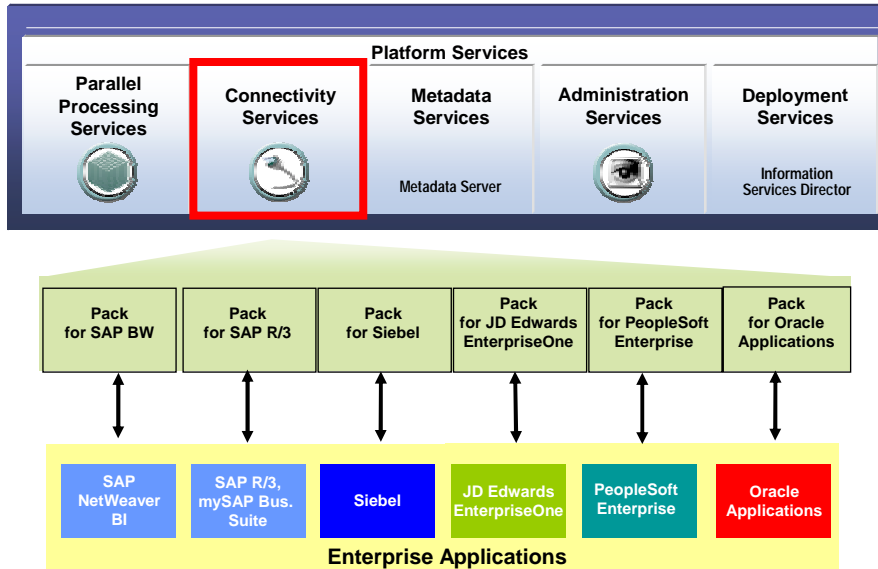 Platform Services
Parallel
Processing
Services
Connectivity
Services
Metadata
Services
Metadata Server
Administration
Services
Deployment
Services
Information
Services Director
Pack
for SAP BW
Pack
for SAP R/3
Pack
for Siebel
Pack
for JD Edwards
EnterpriseOne
Pack
for PeopleSoft
Enterprise
Pack
for Oracle
Applications
SAP
NetWeaver
BI
SAP R/3,
mySAP Bus.
Suite
Siebel
JD Edwards
EnterpriseOne
PeopleSoft
Enterprise
Oracle
Applications
Enterprise Applications